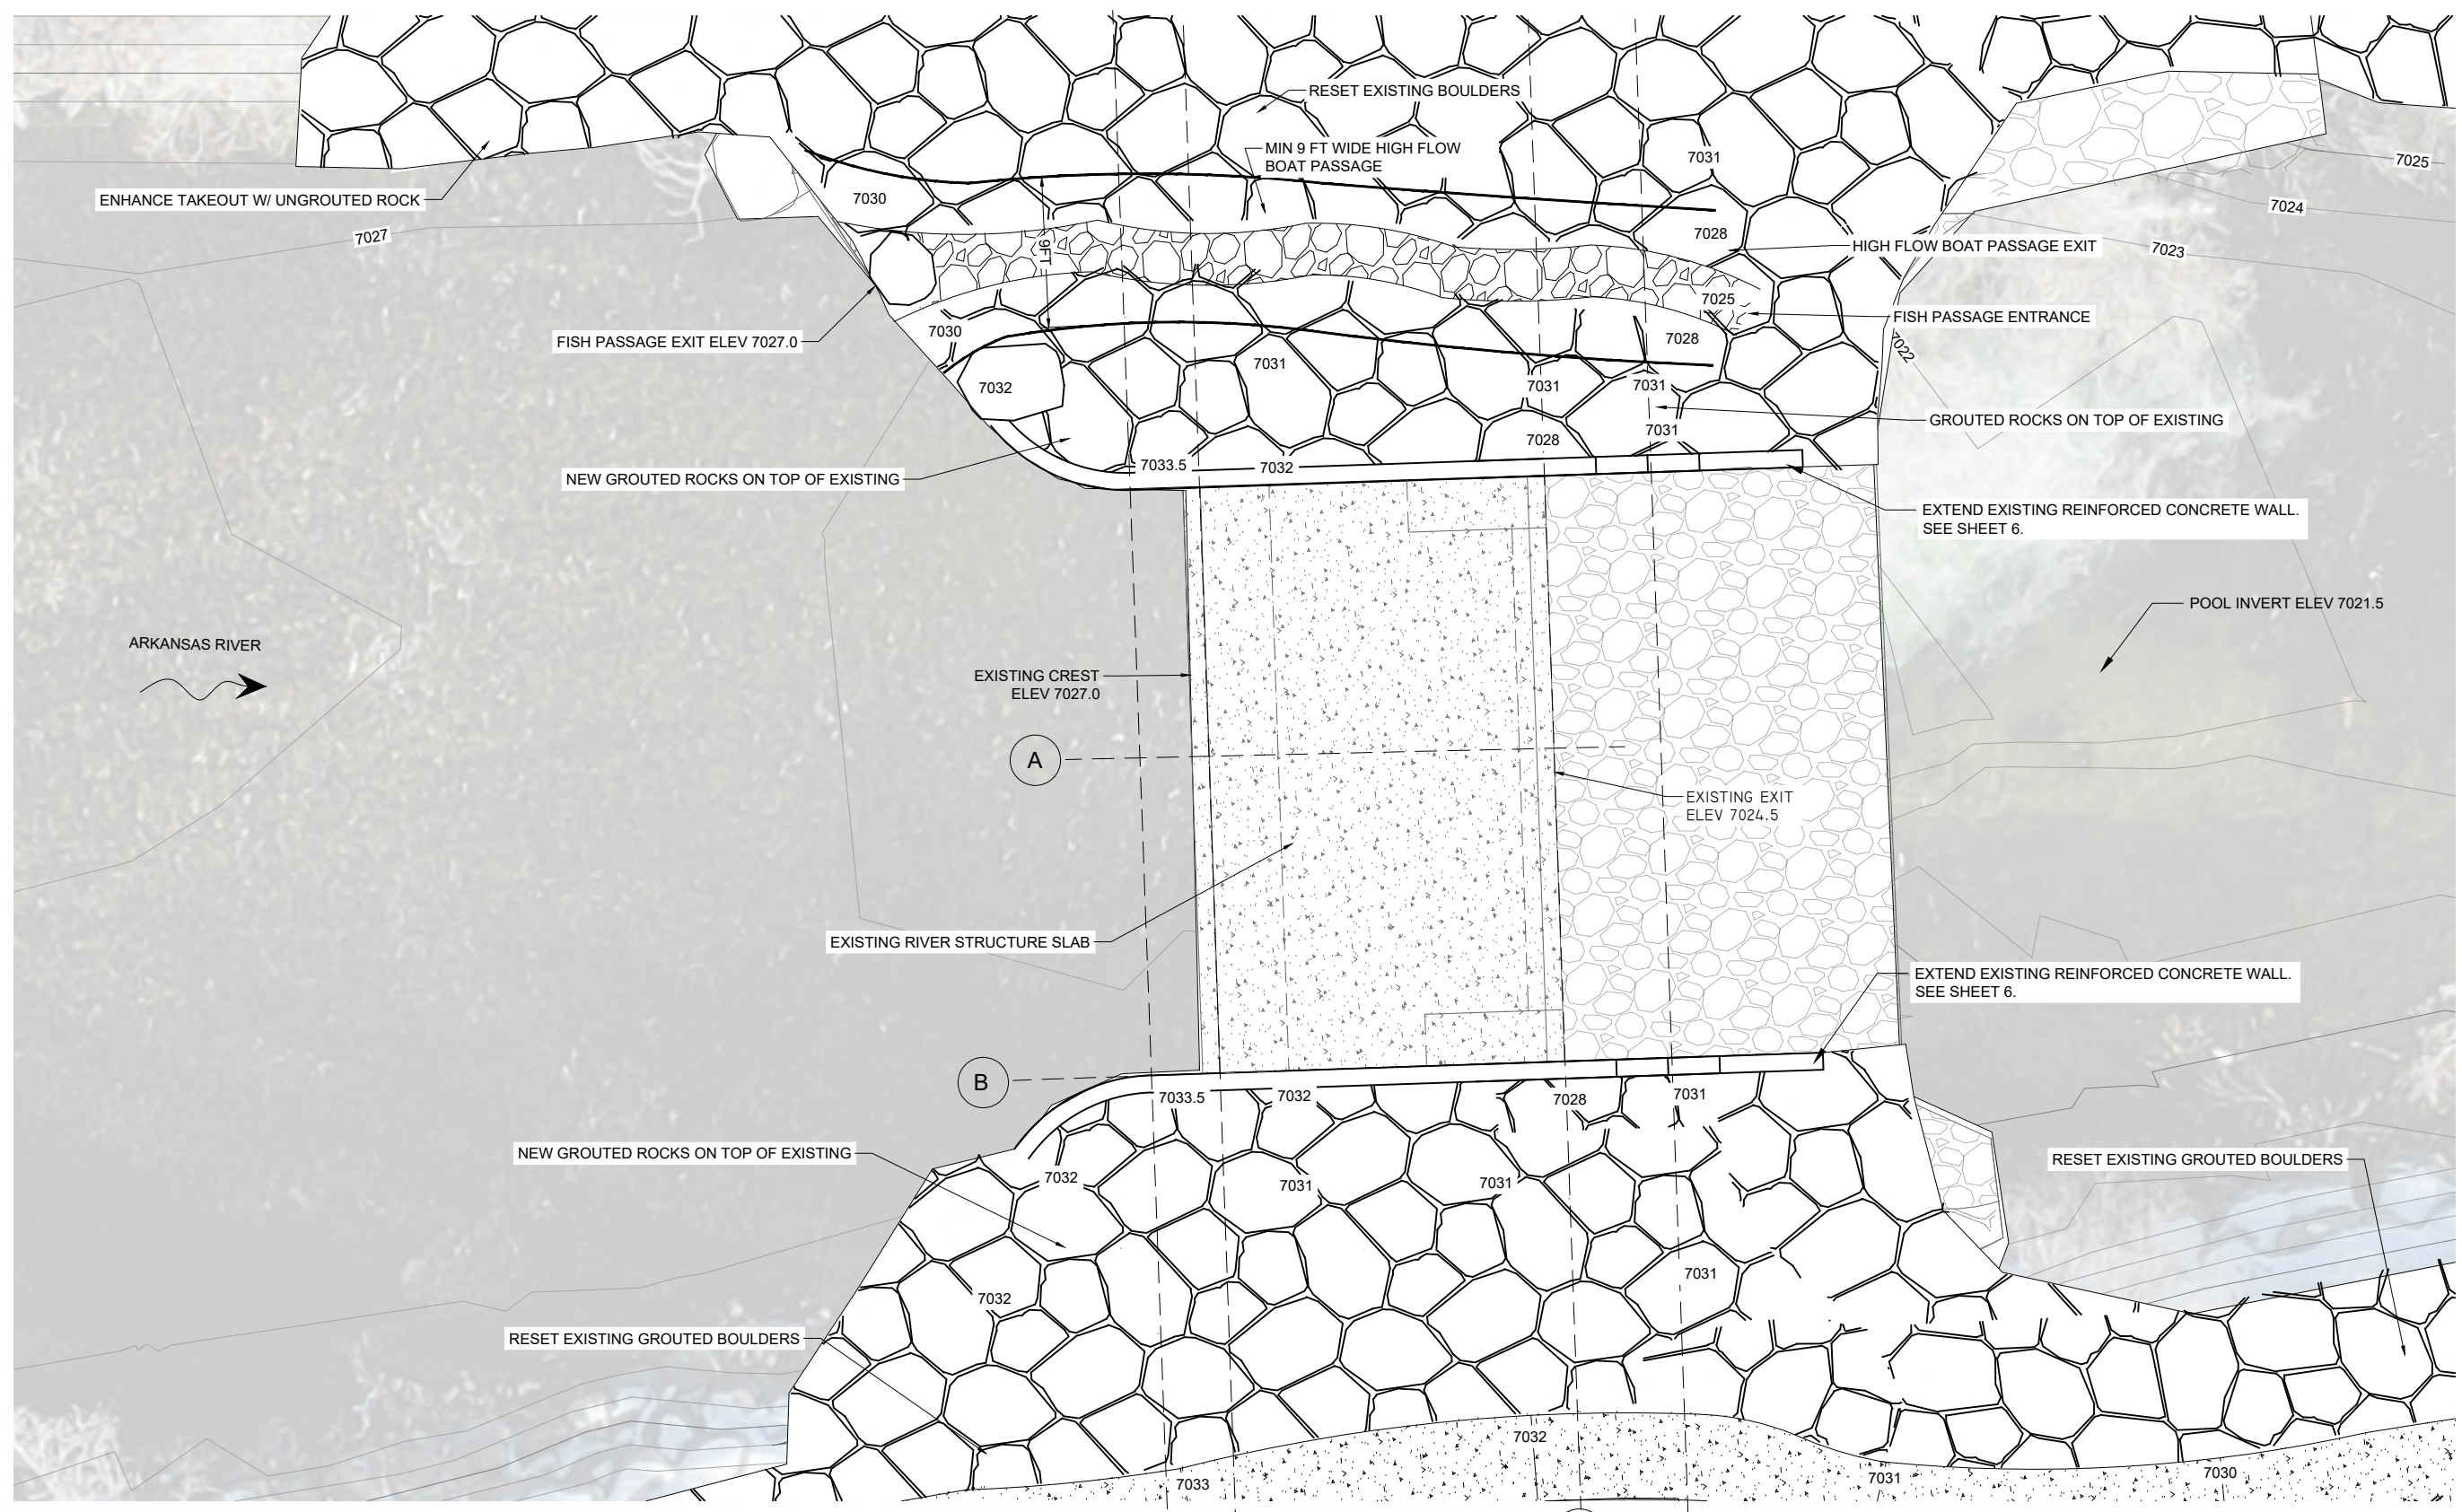 RESET EXISTING BOULDERS
MIN 9 FT WIDE HIGH FLOW
BOAT PASSAGE
7031
7025
ENHANCE TAKEOUT W/ UNGROUTED ROCK
7030
7024
7027
9FT
7028
HIGH FLOW BOAT PASSAGE EXIT
7023
7025
FISH PASSAGE ENTRANCE
FISH PASSAGE EXIT ELEV 7027.0
7030
7028
7022
7031
7032
7031
7031
GROUTED ROCKS ON TOP OF EXISTING
7031
7028
7033.5
7032
NEW GROUTED ROCKS ON TOP OF EXISTING
EXTEND EXISTING REINFORCED CONCRETE WALL.
SEE SHEET 6.
POOL INVERT ELEV 7021.5
ARKANSAS RIVER
EXISTING CREST
ELEV 7027.0
A
EXISTING EXIT
ELEV 7024.5
EXISTING RIVER STRUCTURE SLAB
EXTEND EXISTING REINFORCED CONCRETE WALL.
SEE SHEET 6.
B
7033.5
7032
7028
7031
NEW GROUTED ROCKS ON TOP OF EXISTING
RESET EXISTING GROUTED BOULDERS
7032
7031
7031
7031
7032
RESET EXISTING GROUTED BOULDERS
7032
7033
7031
7030